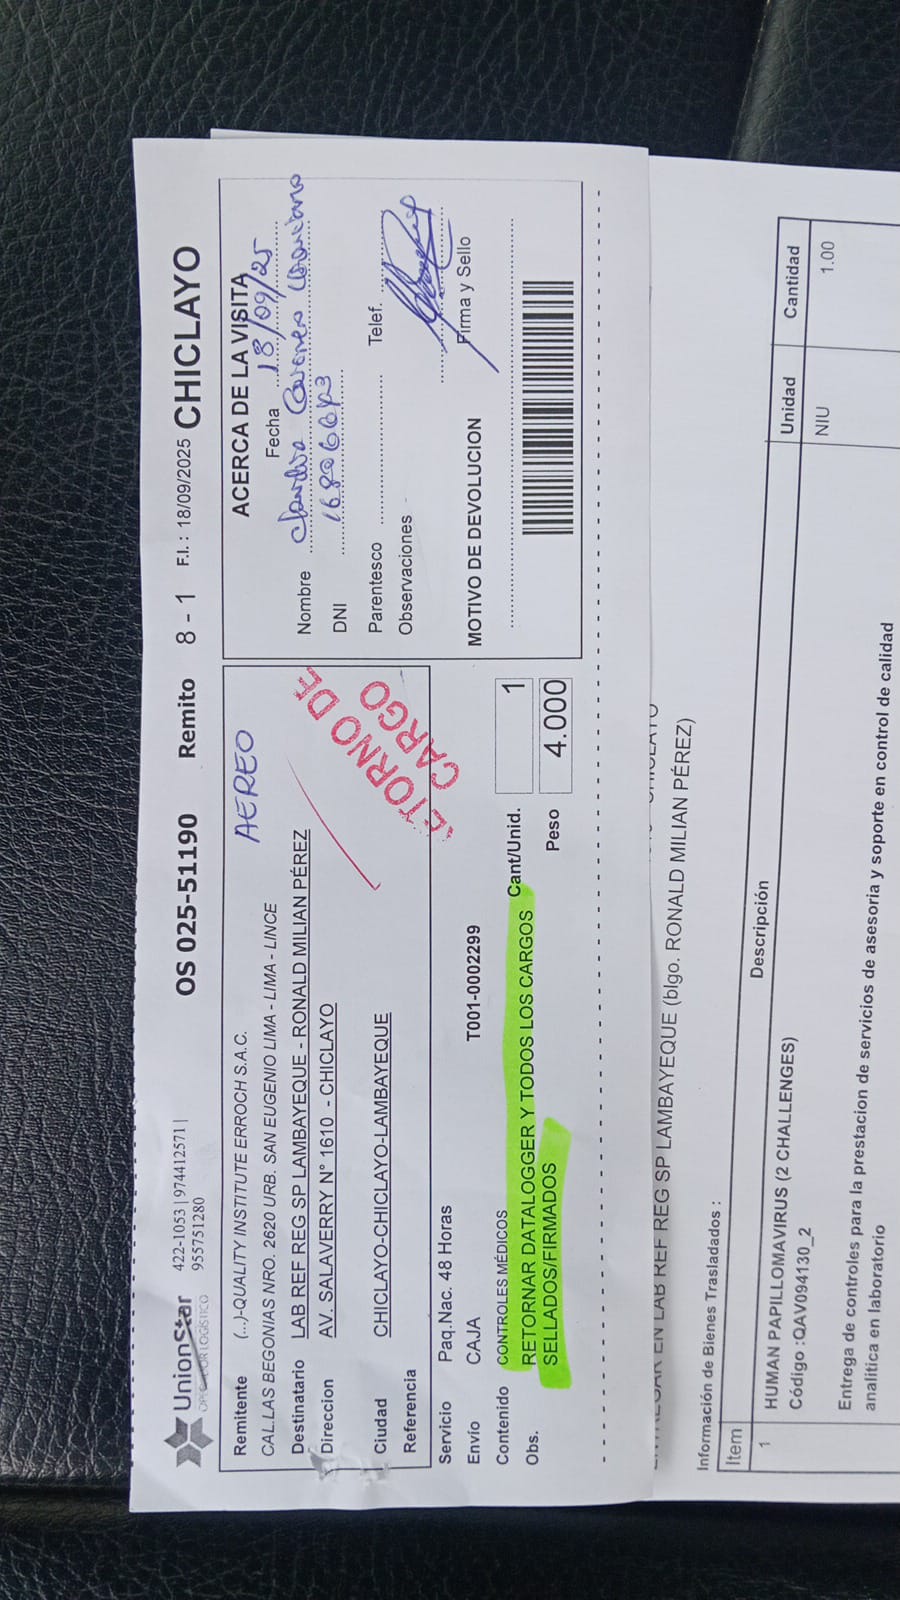 UnionStar
OPERADOR LOGÍSTICO
422-1053 | 974412571 |
955751280
OS 025-51190
Remito 8 - 1
F.I. : 18/09/2025
CHICLAYO
Remitente (...)-QUALITY INSTITUTE ERROCH S.A.C.
CAL.LAS BEGONIAS NRO. 2620 URB. SAN EUGENIO LIMA - LIMA - LINCE
AEREO
Destinatario LAB REF REG SP LAMBAYEQUE - RONALD MILIAN PÉREZ
Direccion AV. SALAVERRY N° 1610 - CHICLAYO
Ciudad CHICLAYO-CHICLAYO-LAMBAYEQUE
Referencia
RETORNO DE
CARGO
CARGO
Servicio Paq.Nac. 48 Horas
Envío CAJA T001-0002299
Contenido CONTROLES MÉDICOS Cant/Unid. 1
Obs. RETORNAR DATALOGGER Y TODOS LOS CARGOS
SELLADOS/FIRMADOS
Peso 4.000
ACERCA DE LA VISITA
Fecha 18/09/25
Nombre
DNI
Parentesco Telef.
Observaciones
Firma y Sello
MOTIVO DE DEVOLUCION
EN LAB REF REG SP LAMBAYEQUE (blgo. RONALD MILIAN PÉREZ)
Información de Bienes Trasladados :
Item Descripción Unidad Cantidad
1 HUMAN PAPILLOMAVIRUS (2 CHALLENGES) NIU 1.00
Código :QAV094130_2
Entrega de controles para la prestacion de servicios de asesoria y soporte en control de calidad
analitica en laboratorio